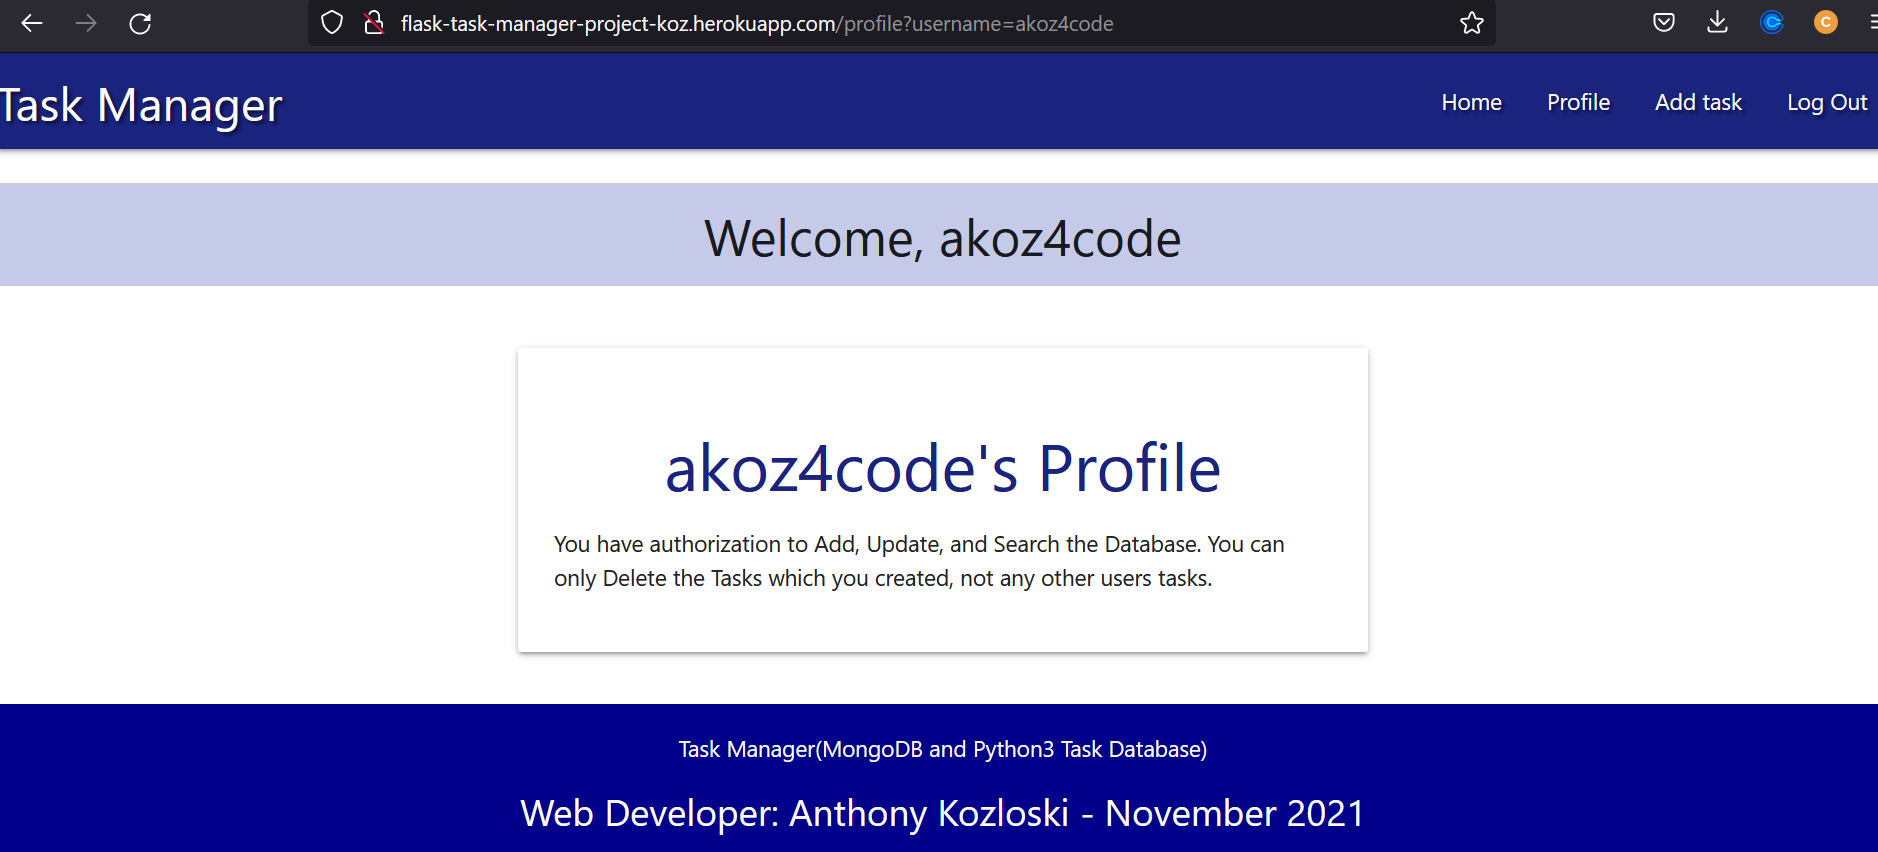 flask-task-manager-project-koz.herokuapp.com/profile?username=akoz4code
C
C
Task Manager
Home Profile Add task Log Out
Welcome, akoz4code
akoz4code's Profile
You have authorization to Add, Update, and Search the Database. You can
only Delete the Tasks which you created, not any other users tasks.
Task Manager(MongoDB and Python3 Task Database)
Web Developer: Anthony Kozloski - November 2021